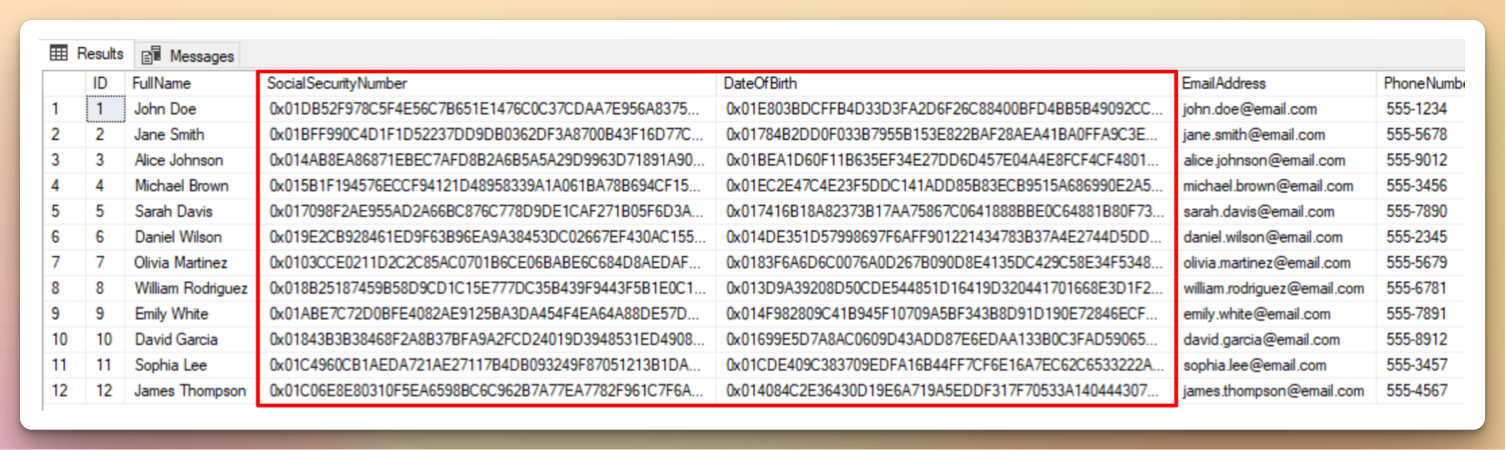 Results Messages
ID FullName SocialSecurityNumber DateOfBirth EmailAddress PhoneNumbe
1 1 John Doe 0x01DB52F978C5F4E56C7B651E1476C0C37CDAA7E956A8375... 0x01E803BDCFFB4D33D3FA2D6F26C88400BFD4BB5B49092CC... john.doe@email.com 555-1234
2 2 Jane Smith 0x01BFF990C4D1F1D52237DD9DB0362DF3A8700B43F16D77C... 0x01784B2DD0F033B7955B153E822BAF28AEA41BA0FFA9C3E... jane.smith@email.com 555-5678
3 3 Alice Johnson 0x014AB8EA86871EBEC7AFD8B2A6B5A5A29D9963D71891A90... 0x01BEA1D60F11B635EF34E27DD6D457E04A4E8FCF4CF4801... alice.johnson@email.com 555-9012
4 4 Michael Brown 0x015B1F194576ECCF94121D48958339A1A061BA78B694CF15... 0x01EC2E47C4E23F5DDC141ADD85B83ECB9515A686990E2A5... michael.brown@email.com 555-3456
5 5 Sarah Davis 0x017098F2AE955AD2A66BC876C778D9DE1CAF271B05F6D3A... 0x017416B18A82373B17AA75867C0641888BBE0C64881B80F73... sarah.davis@email.com 555-7890
6 6 Daniel Wilson 0x019E2CB928461ED9F63B96EA9A38453DC02667EF430AC155... 0x014DE351D57998697F6AFF901221434783B37A4E2744D5DD... daniel.wilson@email.com 555-2345
7 7 Olivia Martinez 0x0103CCE0211D2C2C85AC0701B6CE06BABE6C684D8AEDAF... 0x0183F6A6D6C0076A0D267B090D8E4135DC429C58E34F5348... olivia.martinez@email.com 555-5679
8 8 William Rodriguez 0x018B25187459B58D9CD1C15E777DC35B439F9443F5B1E0C1... 0x013D9A39208D50CDE544851D16419D320441701668E3D1F2... william.rodriguez@email.com 555-6781
9 9 Emily White 0x01ABE7C72D0BFE4082AE9125BA3DA454F4EA64A88DE57D... 0x014F982809C41B945F10709A5BF343B8D91D190E72846ECF... emily.white@email.com 555-7891
10 10 David Garcia 0x01843B3B38468F2A8B37BFA9A2FCD24019D3948531ED4908... 0x01699E5D7A8AC0609D43ADD87E6EDAA133B0C3FAD59065... david.garcia@email.com 555-8912
11 11 Sophia Lee 0x01C4960CB1AEDA721AE27117B4DB093249F87051213B1DA... 0x01CDE409C383709EDFA16B44FF7CF6E16A7EC62C6533222A... sophia.lee@email.com 555-3457
12 12 James Thompson 0x01C06E8E80310F5EA6598BC6C962B7A77EA7782F961C7F6A... 0x014084C2E36430D19E6A719A5EDDF317F70533A140444307... james.thompson@email.com 555-4567